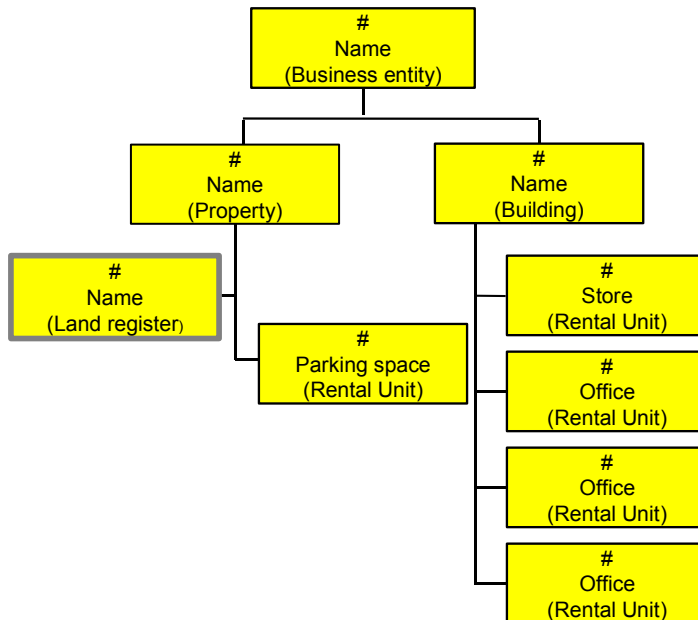 #
Name
(Business entity)
#
Name
(Property)
#
Name
(Building)
#
Name
(Land register)
#
Store
(Rental Unit)
#
Parking space
(Rental Unit)
#
Office
(Rental Unit)
#
Office
(Rental Unit)
#
Office
(Rental Unit)